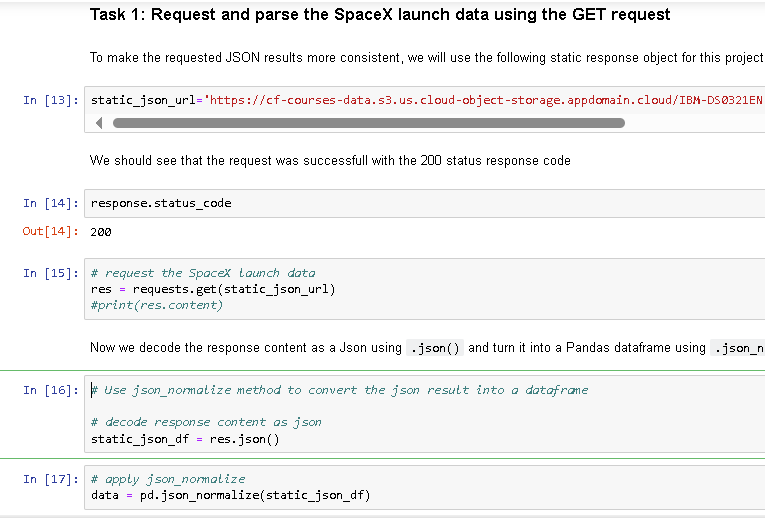 Task 1: Request and parse the SpaceX launch data using the GET request
To make the requested JSON results more consistent, we will use the following static response object for this project
In [13]: static_json_url='https://cf-courses-data.s3.us.cloud-object-storage.appdomain.cloud/IBM-DS0321EN
We should see that the request was successfull with the 200 status response code
In [14]: response.status_code
Out[14]: 200
In [15]: # request the SpaceX launch data
res = requests.get(static_json_url)
#print(res.content)
Now we decode the response content as a Json using .json() and turn it into a Pandas dataframe using .json_n
In [16]: # Use json_normalize method to convert the json result into a dataframe
# decode response content as json
static_json_df = res.json()
In [17]: # apply json_normalize
data = pd.json_normalize(static_json_df)